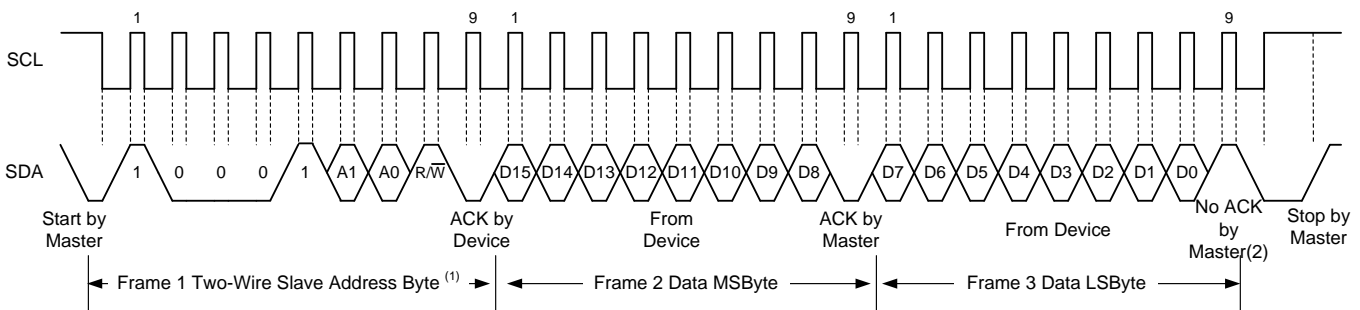 1 9 1 9 1 9
SCL
SDA
1 0 0 0 1 A1 A0 R/W̅ D15 D14 D13 D12 D11 D10 D9 D8 D7 D6 D5 D4 D3 D2 D1 D0
Start by
Master
ACK by
Device
From
Device
ACK by
Master
From Device
No ACK
by
Master(2)
Stop by
Master
Frame 1 Two-Wire Slave Address Byte (1)
Frame 2 Data MSByte
Frame 3 Data LSByte